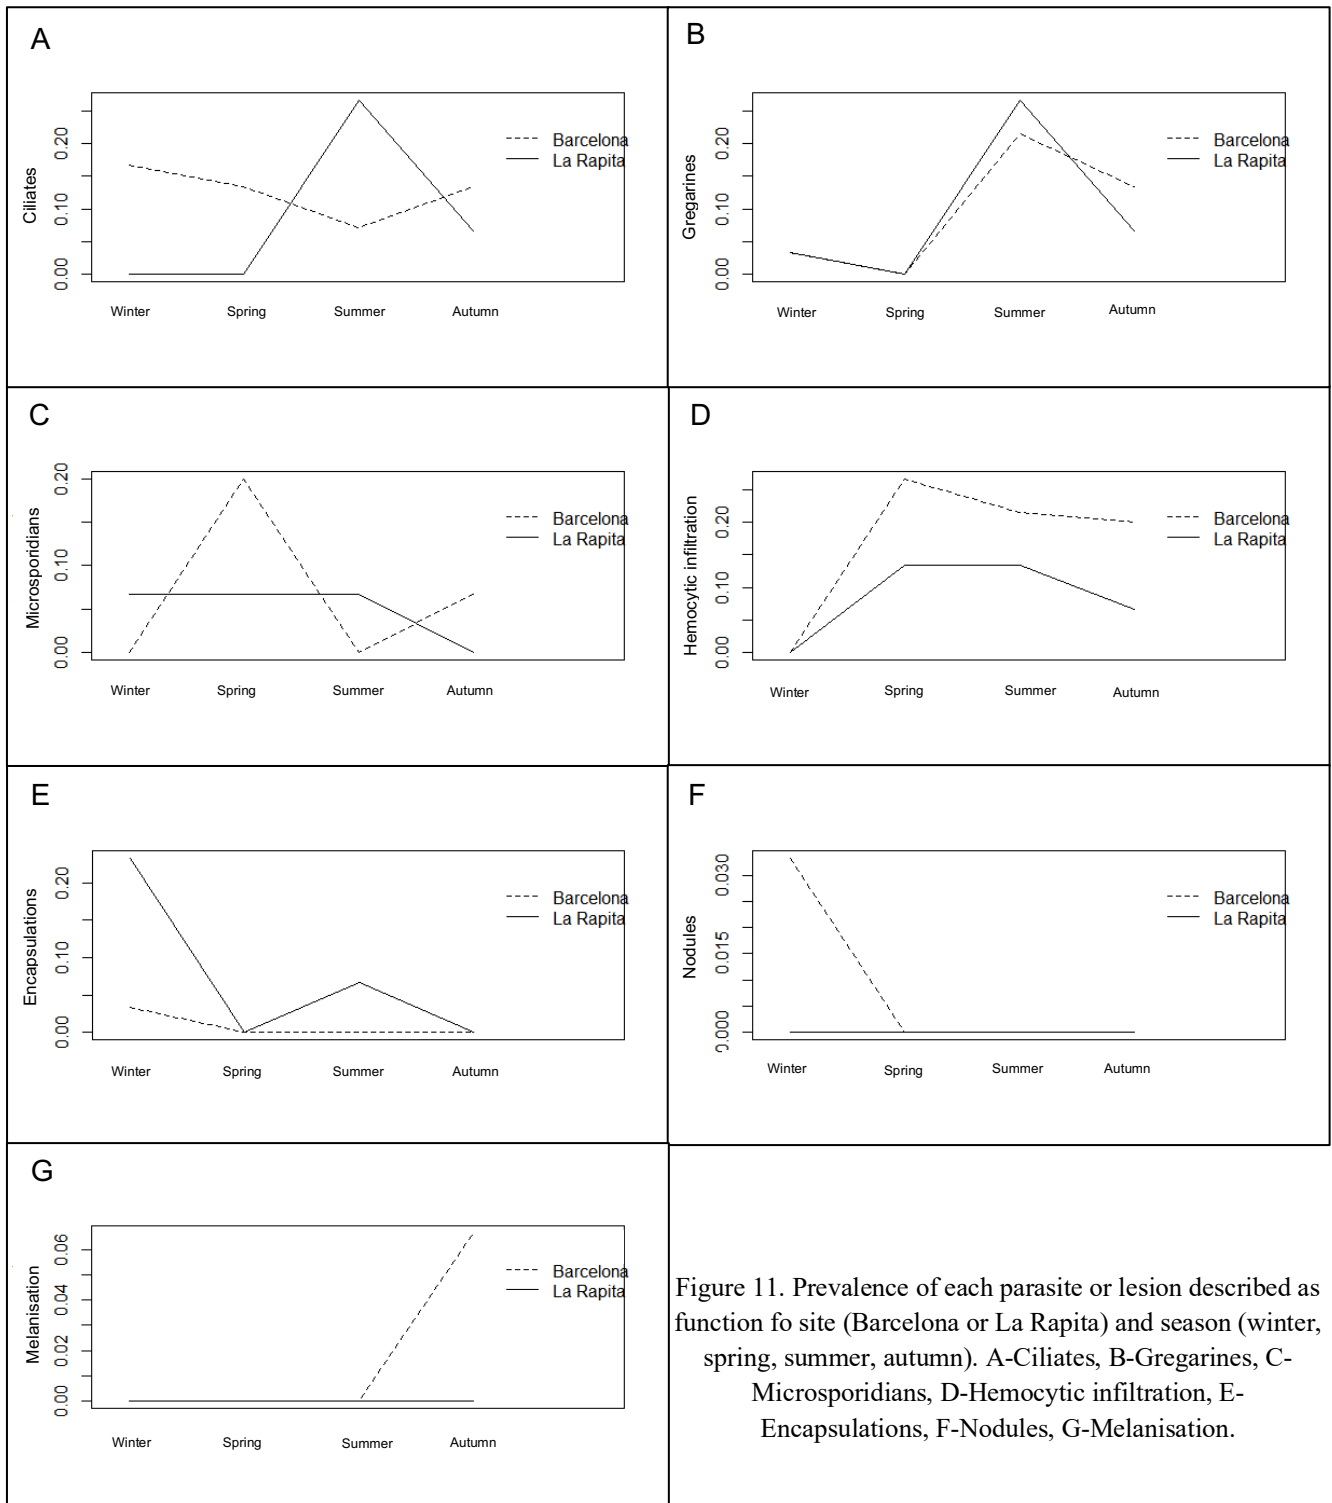 A
Ciliates
0.00 0.10 0.20
Barcelona
La Rapita
Winter Spring Summer Autumn
B
Gregarines
0.00 0.10 0.20
Barcelona
La Rapita
Winter Spring Summer Autumn
C
Microsporidians
0.00 0.10 0.20
Barcelona
La Rapita
Winter Spring Summer Autumn
D
Hemocytic infiltration
0.00 0.10 0.20
Barcelona
La Rapita
Winter Spring Summer Autumn
E
Encapsulations
0.00 0.10 0.20
Barcelona
La Rapita
Winter Spring Summer Autumn
F
Nodules
0.000 0.015 0.030
Barcelona
La Rapita
Winter Spring Summer Autumn
G
Melanisation
0.00 0.02 0.04 0.06
Barcelona
La Rapita
Winter Spring Summer Autumn
Figure 11. Prevalence of each parasite or lesion described as
function fo site (Barcelona or La Rapita) and season (winter,
spring, summer, autumn). A-Ciliates, B-Gregarines, C-
Microsporidians, D-Hemocytic infiltration, E-
Encapsulations, F-Nodules, G-Melanisation.